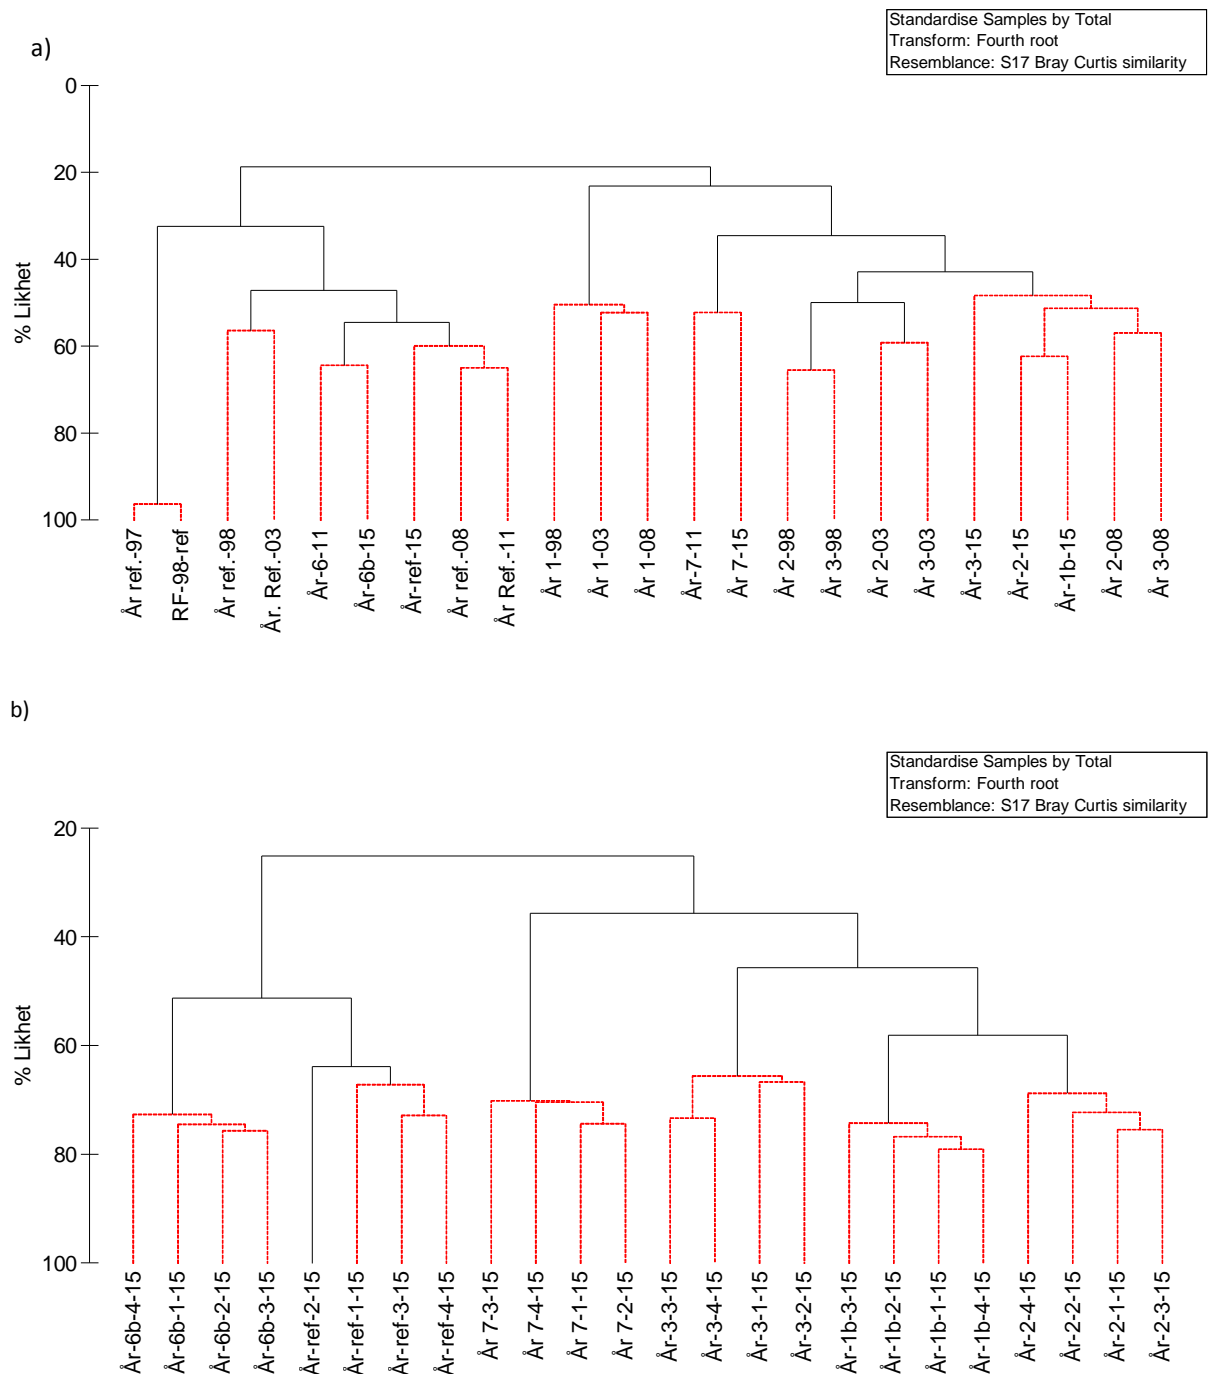 a)
Standardise Samples by Total
Transform: Fourth root
Resemblance: S17 Bray Curtis similarity
% Likhet
0
20
40
60
80
100
År ref.-97
RF-98-ref
År ref.-98
År. Ref.-03
År-6-11
År-6b-15
År-ref-15
År ref.-08
År Ref.-11
År 1-98
År 1-03
År 1-08
År-7-11
År 7-15
År 2-98
År 3-98
År 2-03
År 3-03
År-3-15
År-2-15
År-1b-15
År 2-08
År 3-08
b)
Standardise Samples by Total
Transform: Fourth root
Resemblance: S17 Bray Curtis similarity
% Likhet
20
40
60
80
100
År-6b-4-15
År-6b-1-15
År-6b-2-15
År-6b-3-15
År-ref-2-15
År-ref-1-15
År-ref-3-15
År-ref-4-15
År 7-3-15
År 7-4-15
År 7-1-15
År 7-2-15
År-3-3-15
År-3-4-15
År-3-1-15
År-3-2-15
År-1b-3-15
År-1b-2-15
År-1b-1-15
År-1b-4-15
År-2-4-15
År-2-2-15
År-2-1-15
År-2-3-15